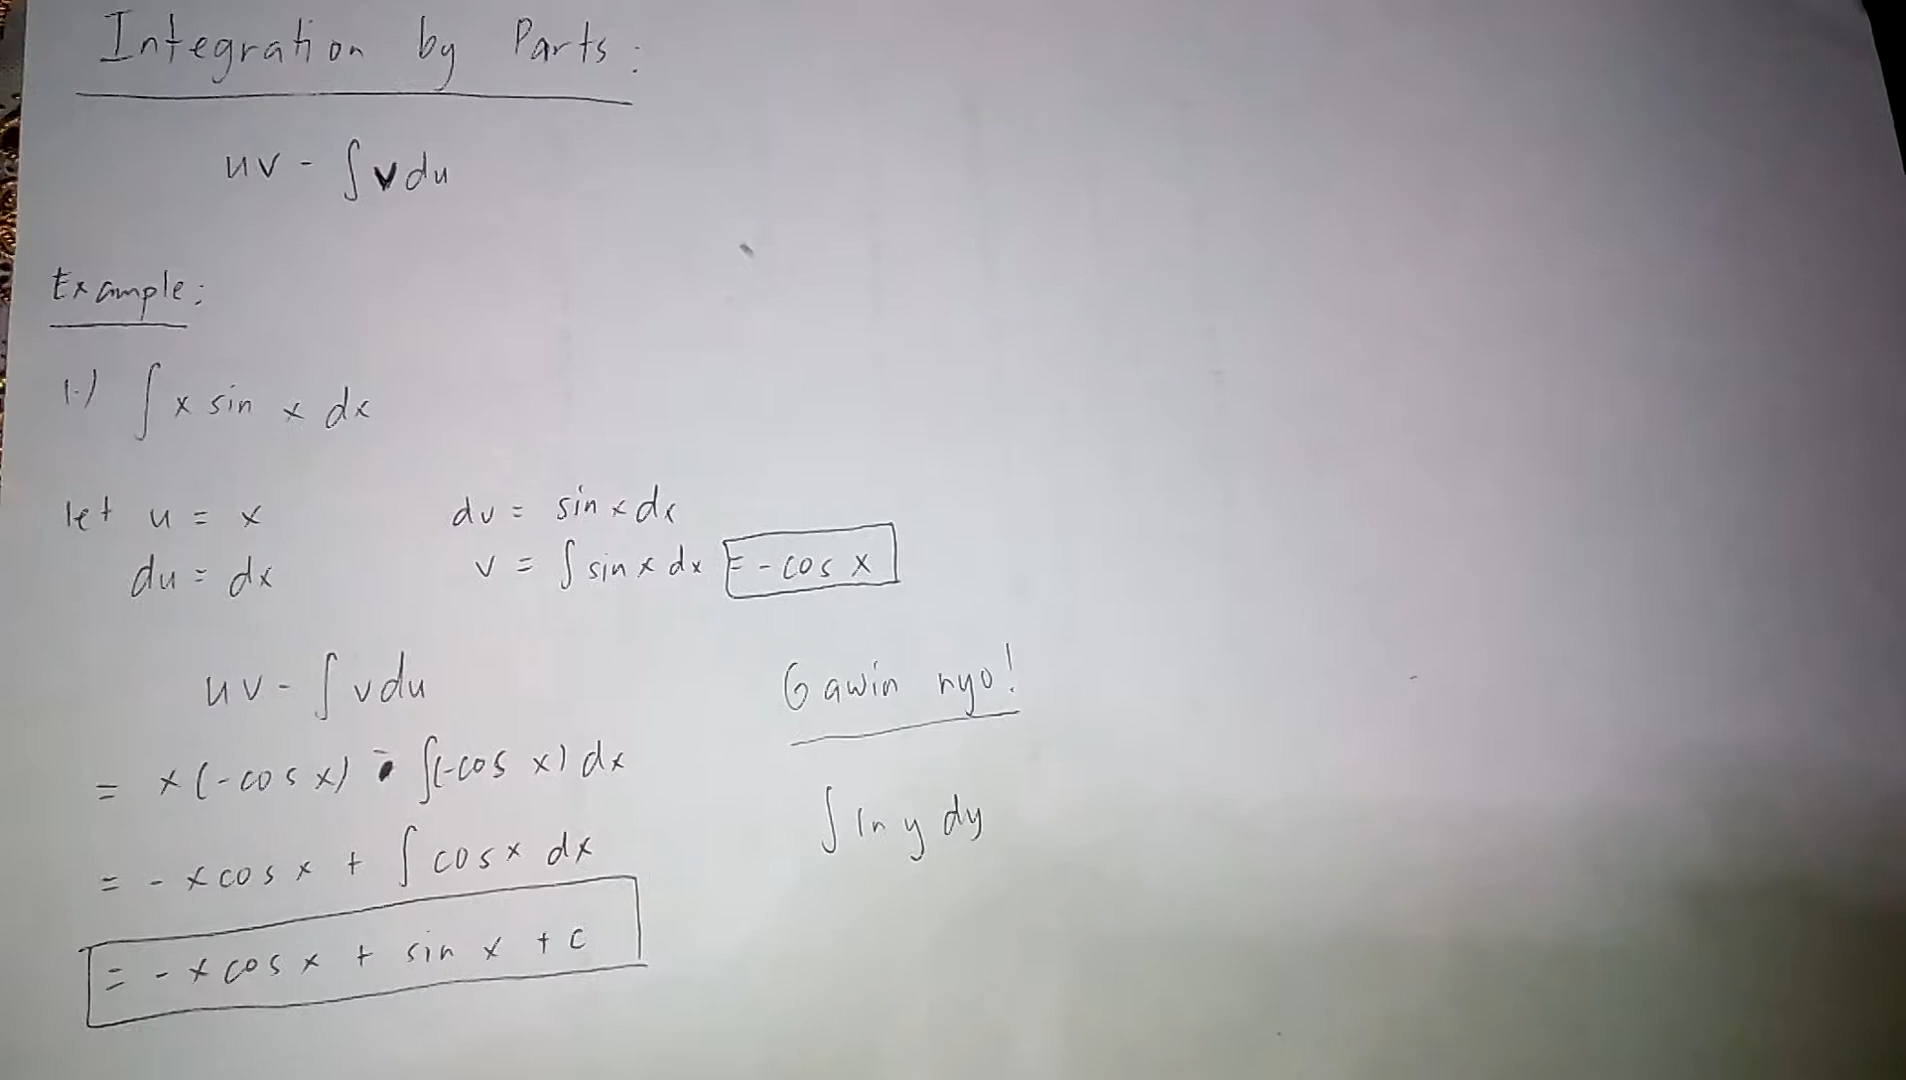 Integration by Parts:
uv - ∫vdu
Example:
1.) ∫ x sin x dx
let u = x
du = dx
dv = sin x dx
v = ∫ sin x dx = - cos x
uv - ∫ vdu
= x(-cos x) - ∫(-cos x) dx
= - x cos x + ∫ cos x dx
= - x cos x + sin x + c
Gawin nyo!
∫ ln y dy